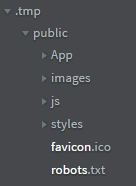 .tmp
public
App
images
js
styles
favicon.ico
robots.txt